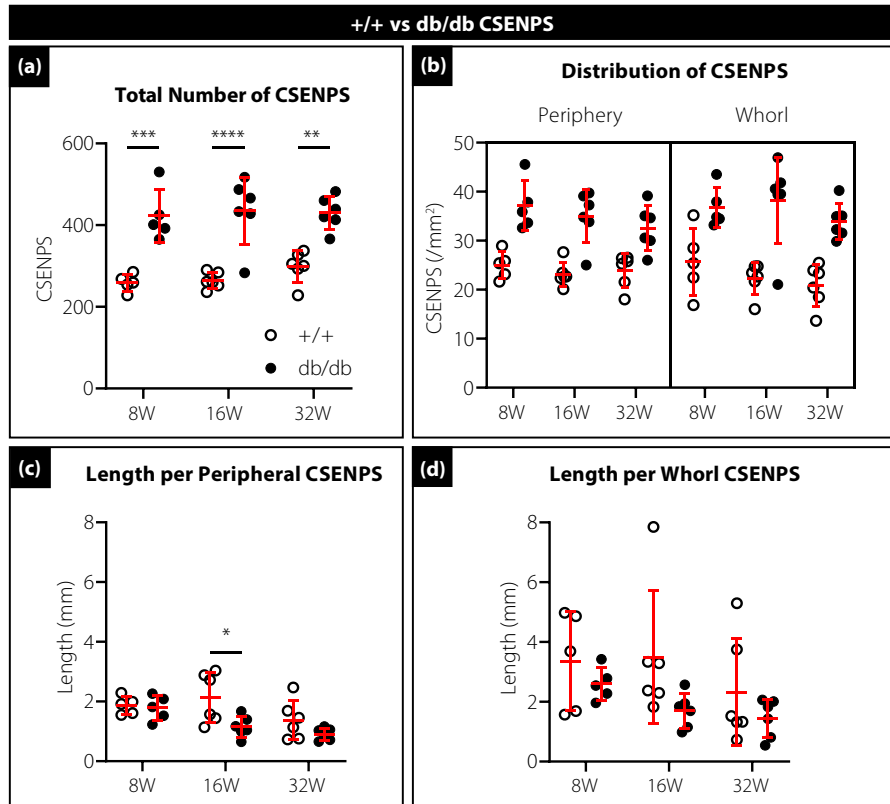 +/+ vs db/db CSENPS
(a)
Total Number of CSENPS
*** **** **
600
400
200
0
CSENPS
+/+
db/db
8W 16W 32W
(b)
Distribution of CSENPS
Periphery Whorl
50
40
30
20
10
0
CSENPS (/mm²)
8W 16W 32W 8W 16W 32W
(c)
Length per Peripheral CSENPS
8
6
4
2
0
Length (mm)
*
8W 16W 32W
(d)
Length per Whorl CSENPS
8
6
4
2
0
Length (mm)
8W 16W 32W